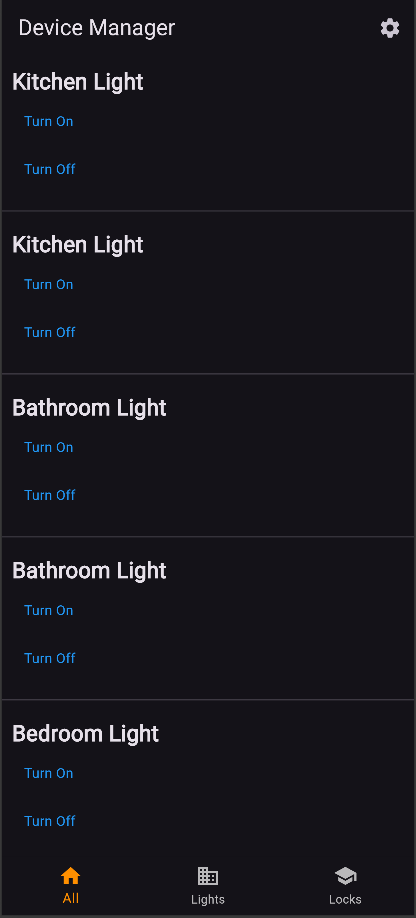 Device Manager
Kitchen Light
Turn On
Turn Off
Kitchen Light
Turn On
Turn Off
Bathroom Light
Turn On
Turn Off
Bathroom Light
Turn On
Turn Off
Bedroom Light
Turn On
Turn Off
All
Lights
Locks